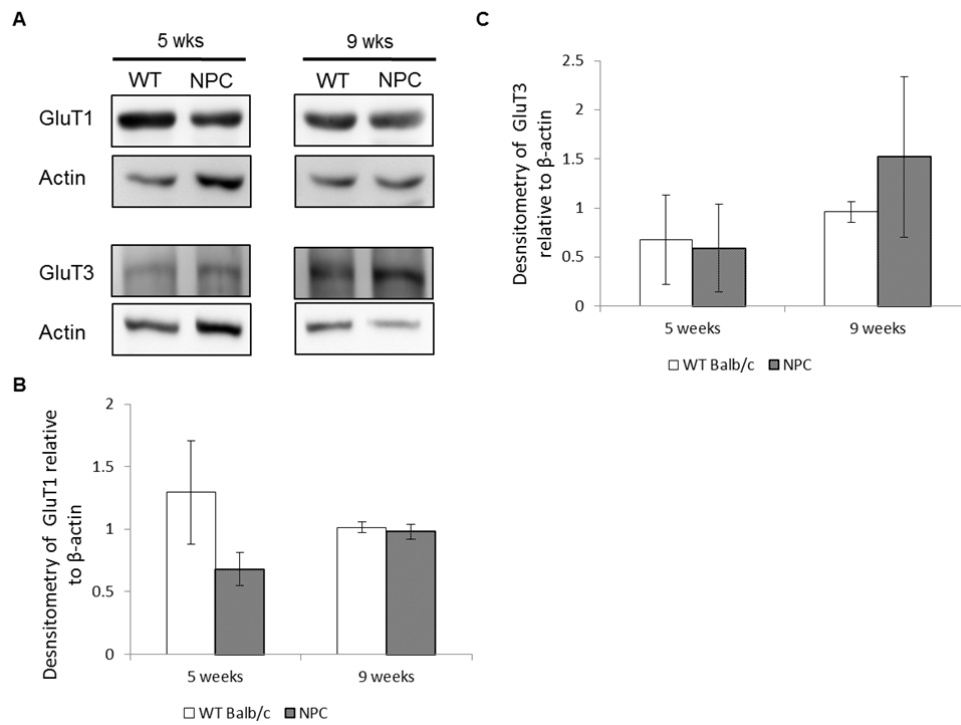 A
5 wks 9 wks
WT NPC WT NPC
GluT1
Actin
GluT3
Actin
B
Desnsitometry of GluT1 relative
to β-actin
2
1.5
1
0.5
0
5 weeks 9 weeks
WT Balb/c NPC
C
Desnsitometry of GluT3
relative to β-actin
2.5
2
1.5
1
0.5
0
5 weeks 9 weeks
WT Balb/c NPC